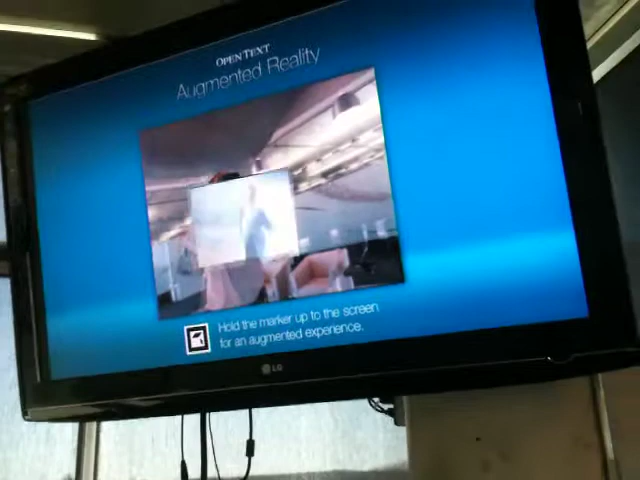 OPENTEXT
Augmented Reality
Hold the marker up to the screen
for an augmented experience.
LG